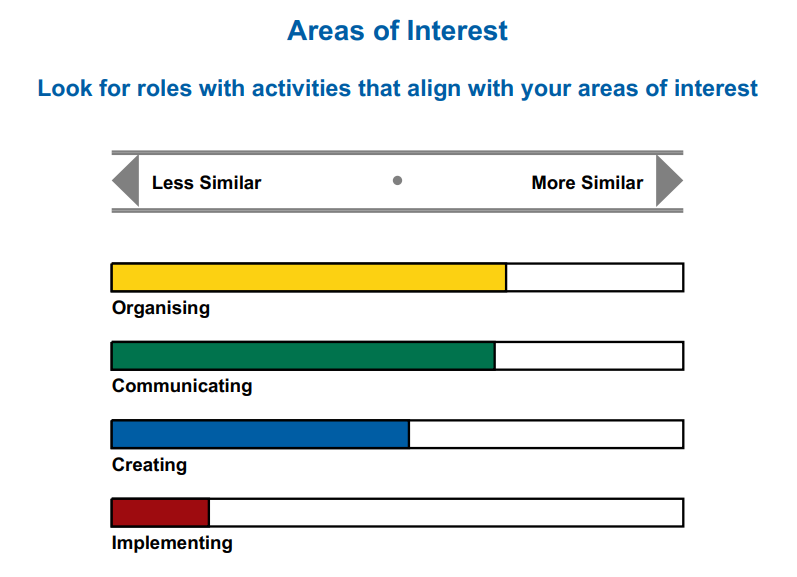 Areas of Interest
Look for roles with activities that align with your areas of interest
Less Similar
More Similar
Organising
Communicating
Creating
Implementing